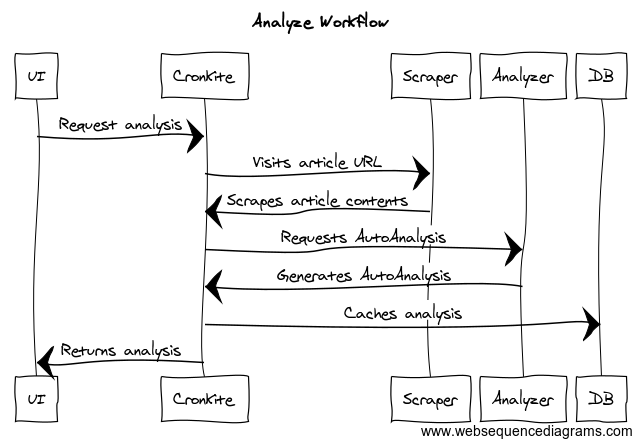 Analyze Workflow
UI Cronkite Scraper Analyzer DB
Request analysis
Visits article URL
Scrapes article contents
Requests AutoAnalysis
Generates AutoAnalysis
Caches analysis
Returns analysis
UI Cronkite Scraper Analyzer DB
www.websequencediagrams.com